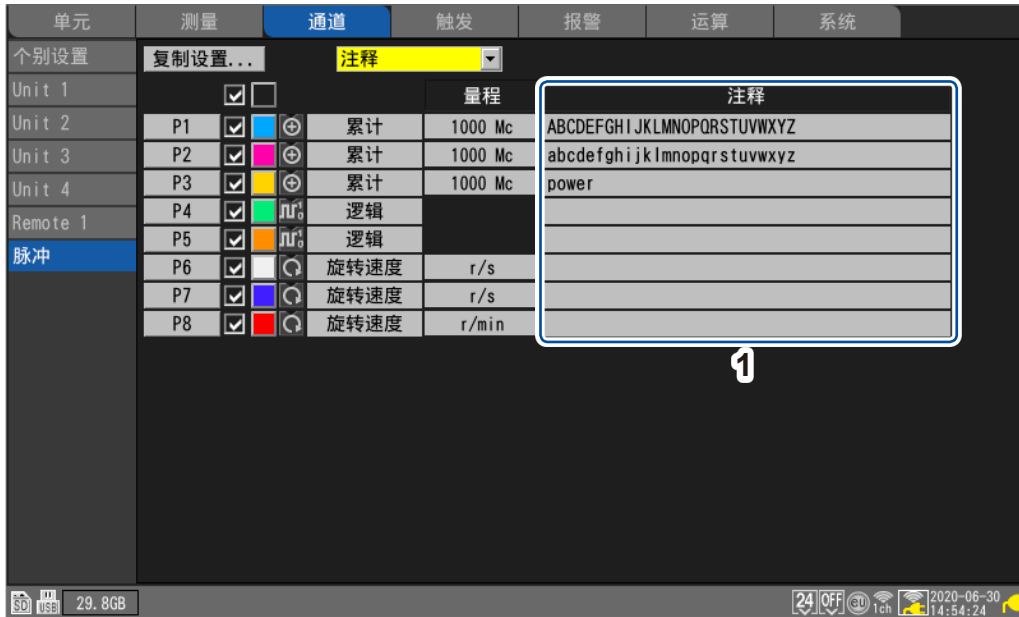 单元 测量 通道 触发 报警 运算 系统
个别设置 复制设置... 注释
Unit 1 量程 注释
Unit 2 P1 累计 1000 Mc ABCDEFGHIJKLMNOPQRSTUVWXYZ
Unit 3 P2 累计 1000 Mc abcdefghijklmnopqrstuvwxyz
Unit 4 P3 累计 1000 Mc power
Remote 1 P4 逻辑
脉冲 P5 逻辑
P6 旋转速度 r/s
P7 旋转速度 r/s
P8 旋转速度 r/min
1
SD USB 29.8GB 24 OFF eu 1ch 2020-06-30
14:54:24